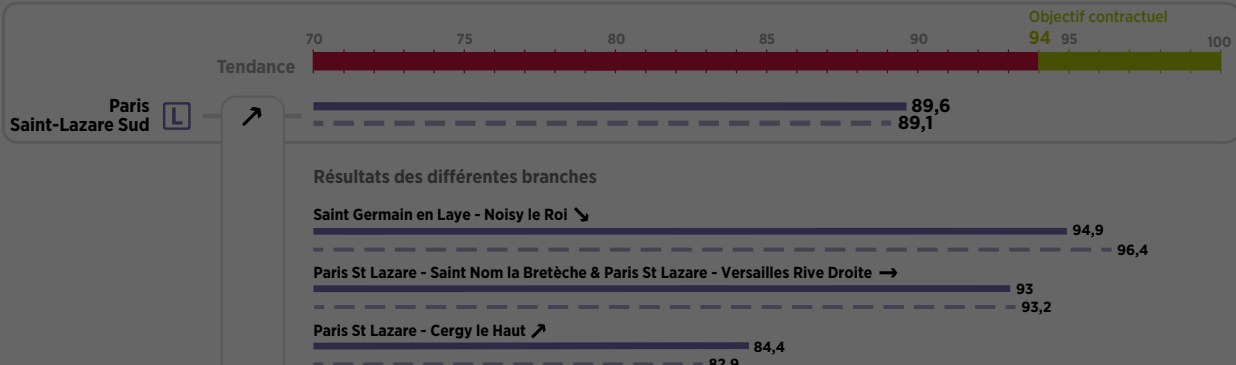 Objectif contractuel
70 75 80 85 90 94 95 100
Tendance
Paris
Saint-Lazare Sud
L
↗
89,6
89,1
Résultats des différentes branches
Saint Germain en Laye - Noisy le Roi ↘
94,9
96,4
Paris St Lazare - Saint Nom la Bretèche & Paris St Lazare - Versailles Rive Droite →
93
93,2
Paris St Lazare - Cergy le Haut ↗
84,4
82,9